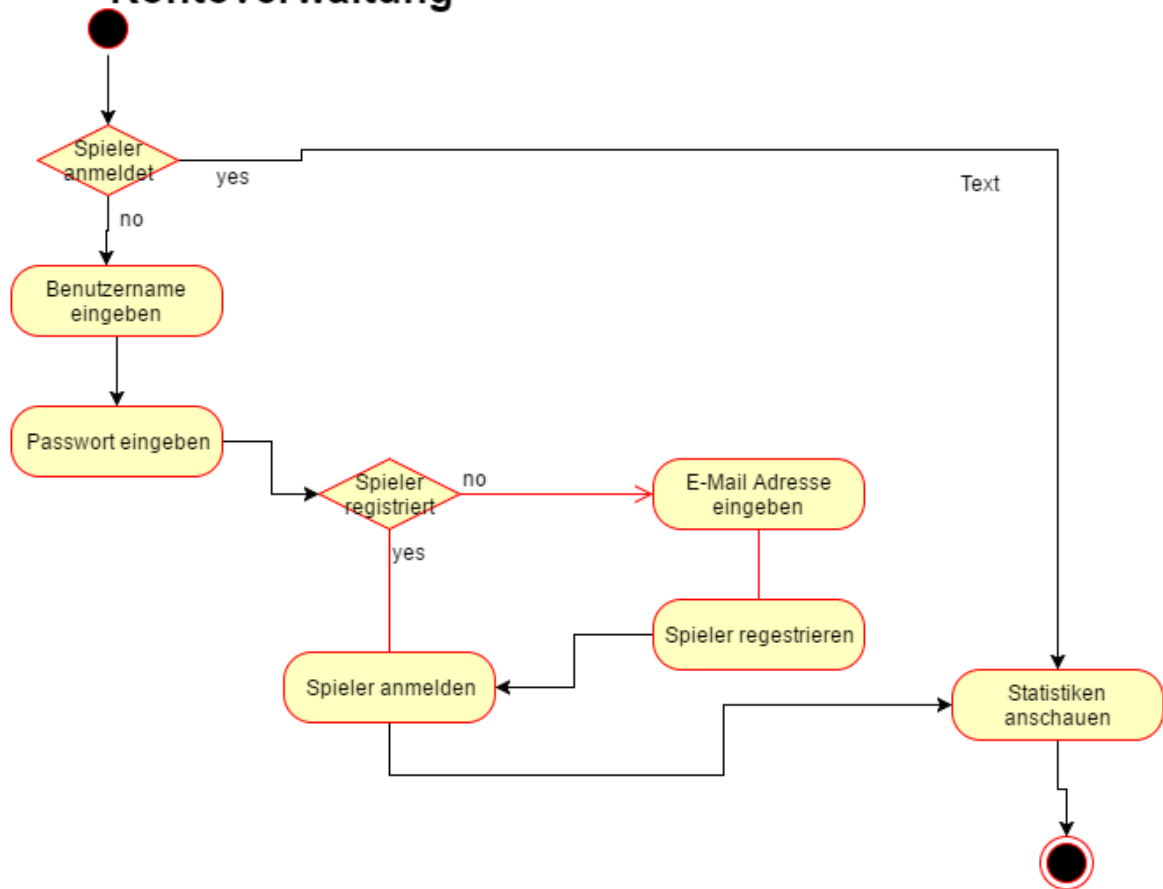 Kontoverwaltung
Spieler
anmeldet
yes
Text
no
Benutzername
eingeben
Passwort eingeben
Spieler
registriert
no
E-Mail Adresse
eingeben
yes
Spieler regestrieren
Spieler anmelden
Statistiken
anschauen